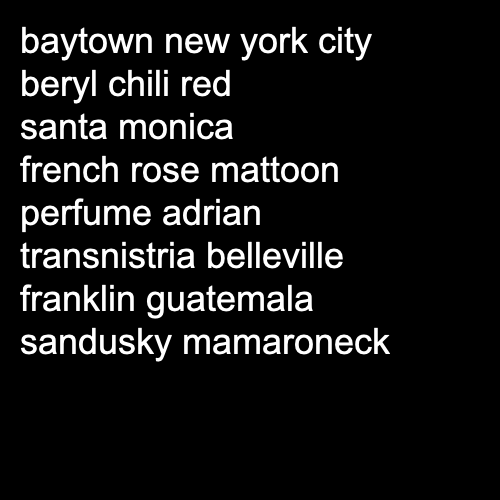 baytown new york city
beryl chili red
santa monica
french rose mattoon
perfume adrian
transnistria belleville
franklin guatemala
sandusky mamaroneck